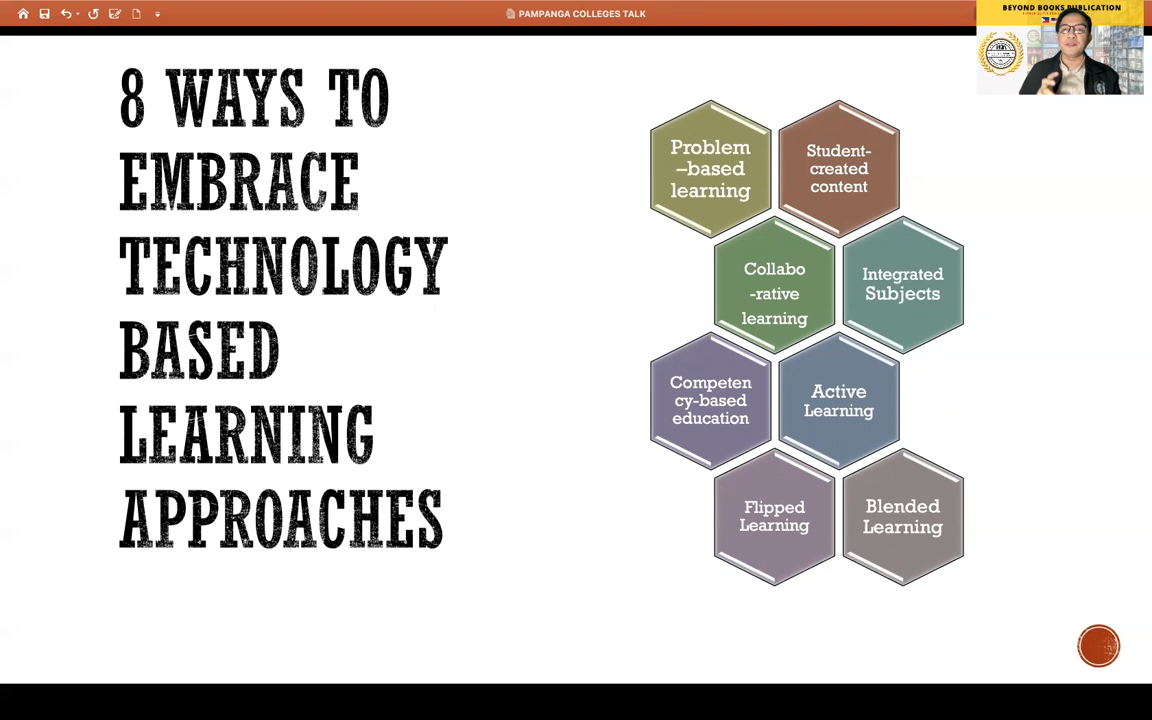 PAMPANGA COLLEGES TALK
BEYOND BOOKS PUBLICATION
8 WAYS TO
EMBRACE
TECHNOLOGY
BASED
LEARNING
APPROACHES
Problem
–based
learning
Student-
created
content
Collabo
-rative
learning
Integrated
Subjects
Competen
cy-based
education
Active
Learning
Flipped
Learning
Blended
Learning